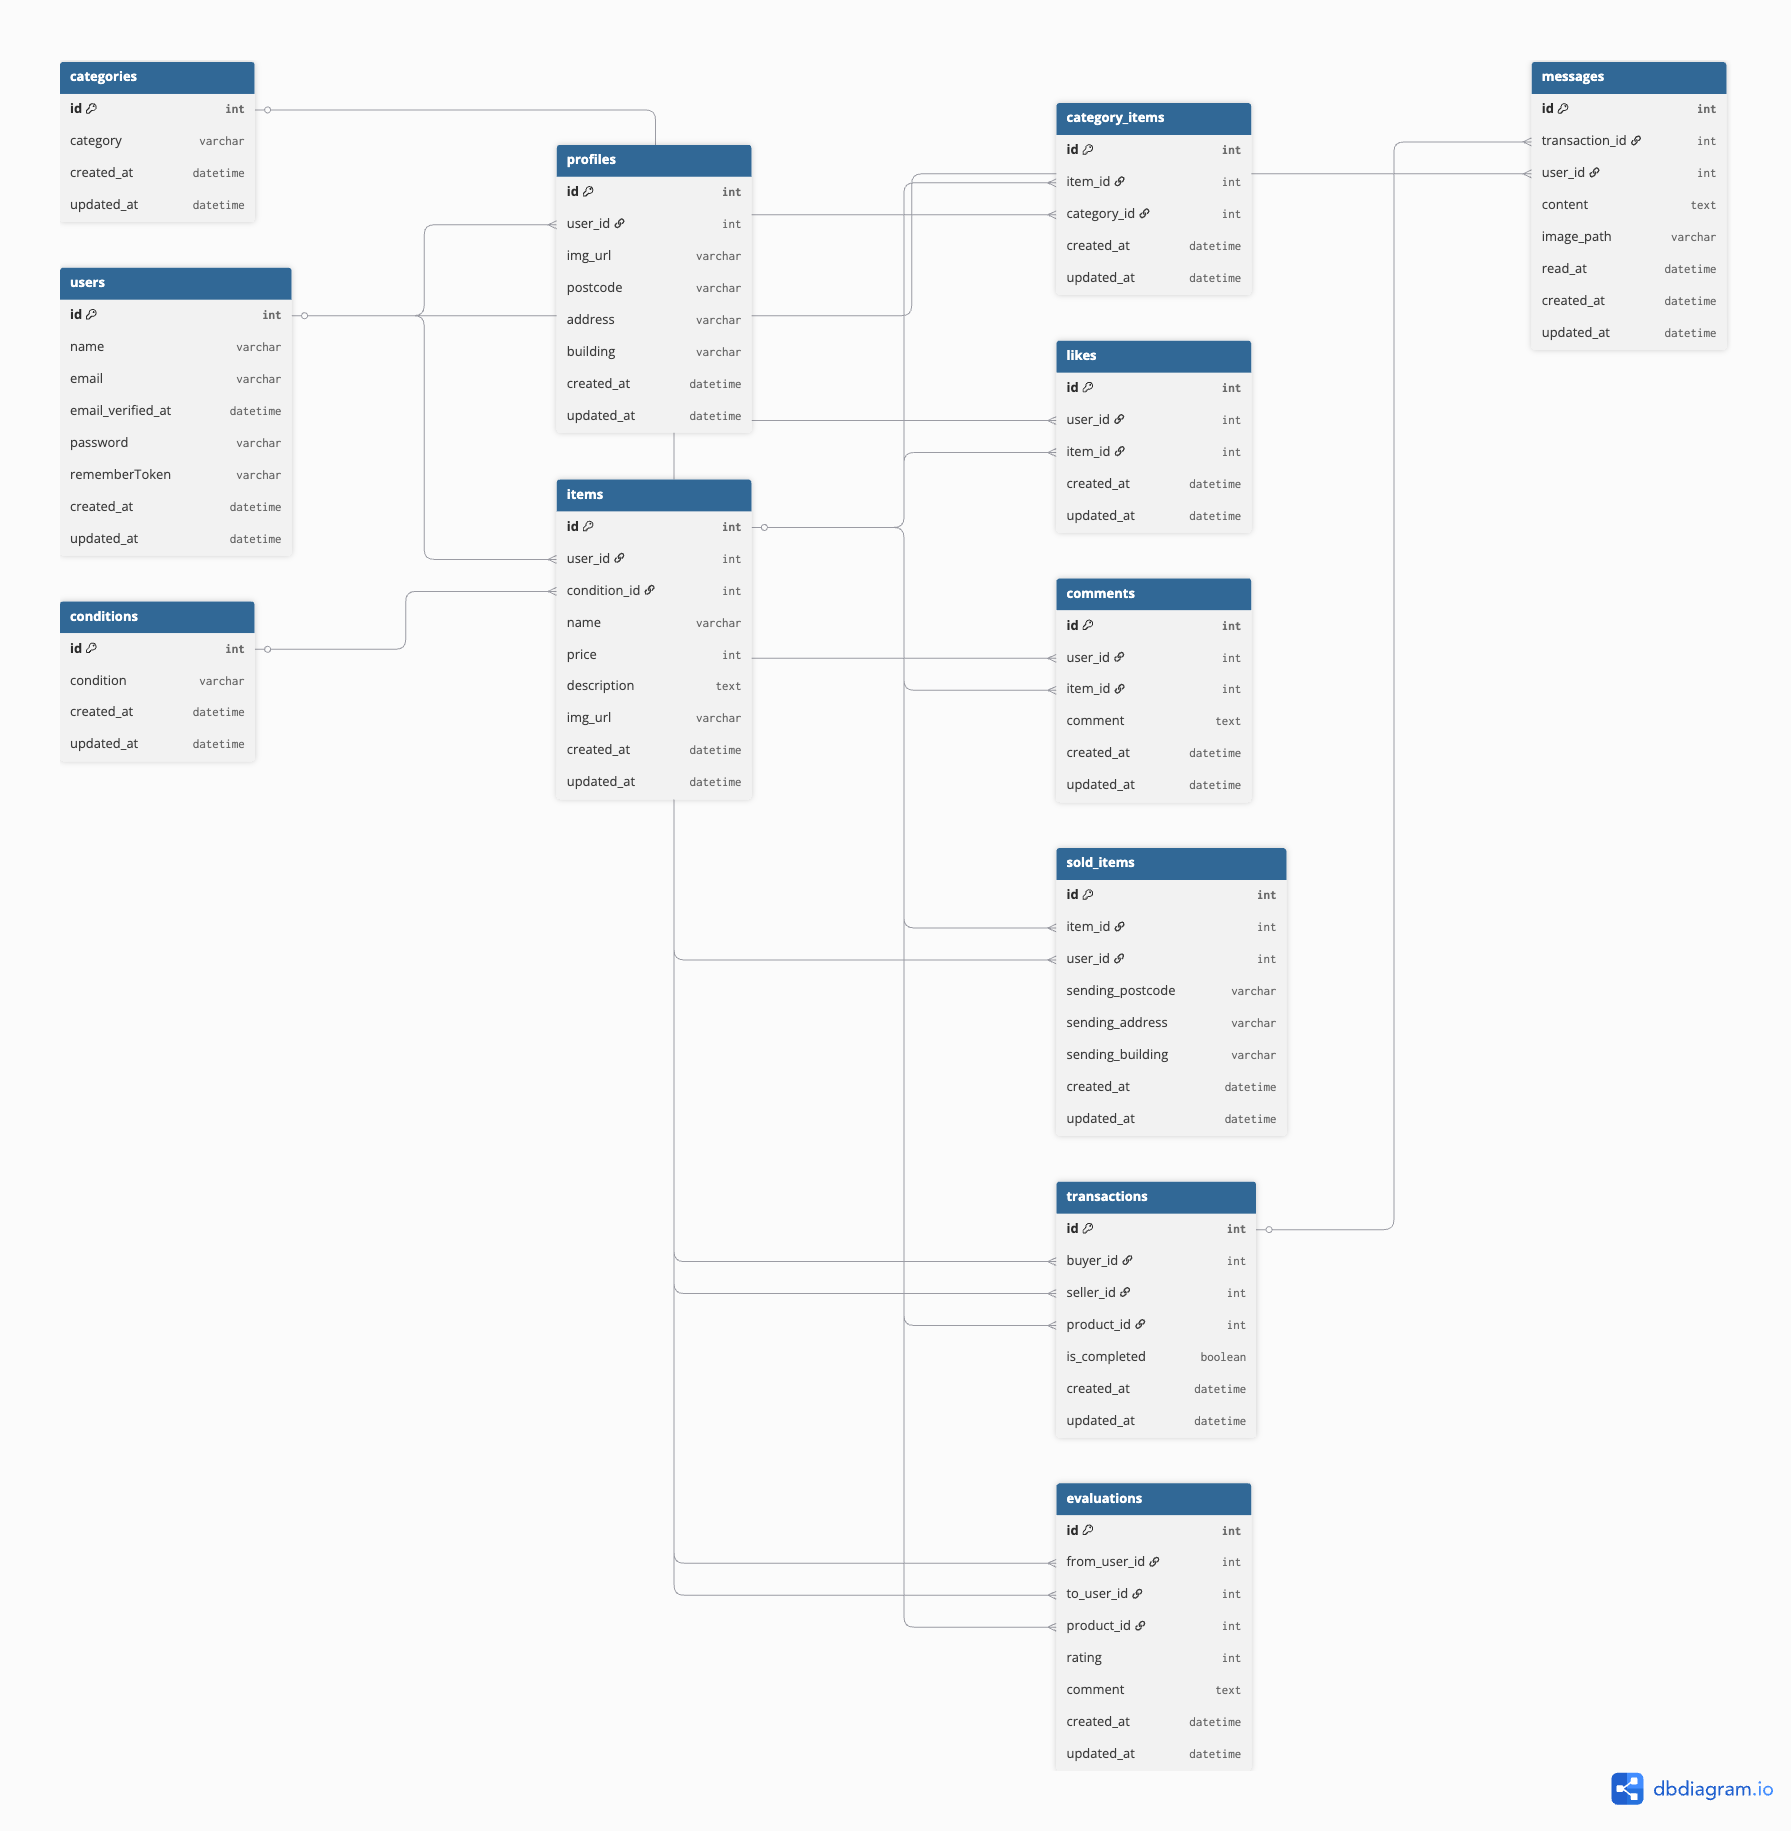 categories
id int
category varchar
created_at datetime
updated_at datetime
users
id int
name varchar
email varchar
email_verified_at datetime
password varchar
rememberToken varchar
created_at datetime
updated_at datetime
conditions
id int
condition varchar
created_at datetime
updated_at datetime
profiles
id int
user_id int
img_url varchar
postcode varchar
address varchar
building varchar
created_at datetime
updated_at datetime
items
id int
user_id int
condition_id int
name varchar
price int
description text
img_url varchar
created_at datetime
updated_at datetime
category_items
id int
item_id int
category_id int
created_at datetime
updated_at datetime
likes
id int
user_id int
item_id int
created_at datetime
updated_at datetime
comments
id int
user_id int
item_id int
comment text
created_at datetime
updated_at datetime
sold_items
id int
item_id int
user_id int
sending_postcode varchar
sending_address varchar
sending_building varchar
created_at datetime
updated_at datetime
transactions
id int
buyer_id int
seller_id int
product_id int
is_completed boolean
created_at datetime
updated_at datetime
evaluations
id int
from_user_id int
to_user_id int
product_id int
rating int
comment text
created_at datetime
updated_at datetime
messages
id int
transaction_id int
user_id int
content text
image_path varchar
read_at datetime
created_at datetime
updated_at datetime
dbdiagram.io